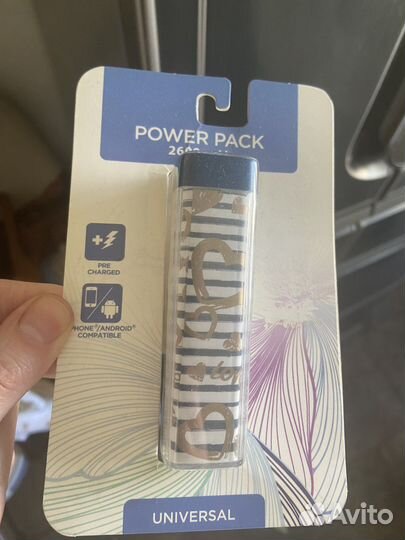 POWER PACK
PRE
CHARGED
PHONE®/ANDROID®
COMPATIBLE
UNIVERSAL
Avito